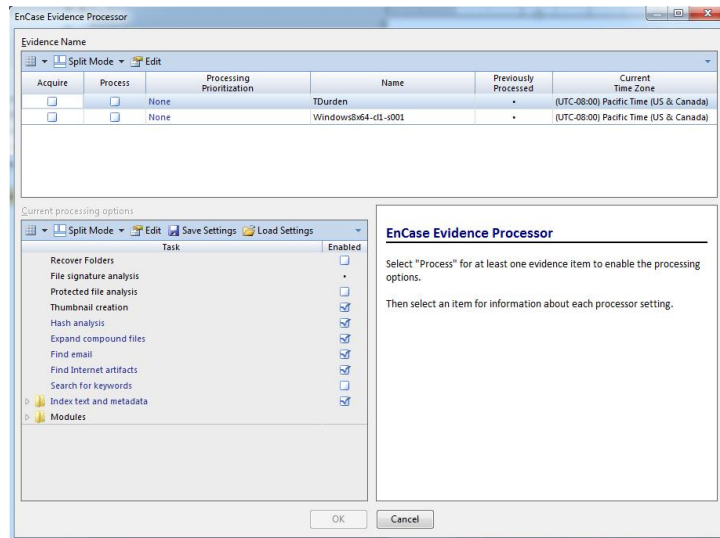 EnCase Evidence Processor
Evidence Name
Split Mode Edit
Acquire Process Processing Prioritization Name Previously Processed Current Time Zone
None TDurden • (UTC-08:00) Pacific Time (US & Canada)
None Windows8x64-cl1-s001 • (UTC-08:00) Pacific Time (US & Canada)
Current processing options
Split Mode Edit Save Settings Load Settings
Task Enabled
Recover Folders
File signature analysis •
Protected file analysis
Thumbnail creation
Hash analysis
Expand compound files
Find email
Find Internet artifacts
Search for keywords
Index text and metadata
Modules
EnCase Evidence Processor
Select "Process" for at least one evidence item to enable the processing
options.
Then select an item for information about each processor setting.
OK Cancel